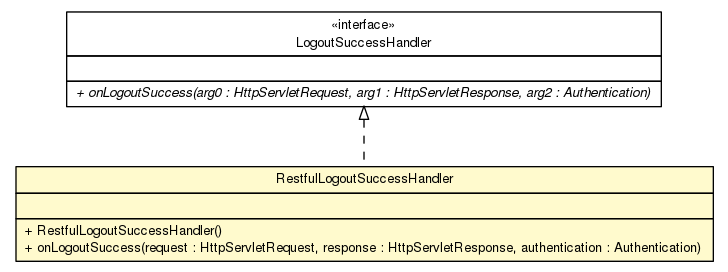 «interface»
LogoutSuccessHandler
+ onLogoutSuccess(arg0 : HttpServletRequest, arg1 : HttpServletResponse, arg2 : Authentication)
RestfulLogoutSuccessHandler
+ RestfulLogoutSuccessHandler()
+ onLogoutSuccess(request : HttpServletRequest, response : HttpServletResponse, authentication : Authentication)